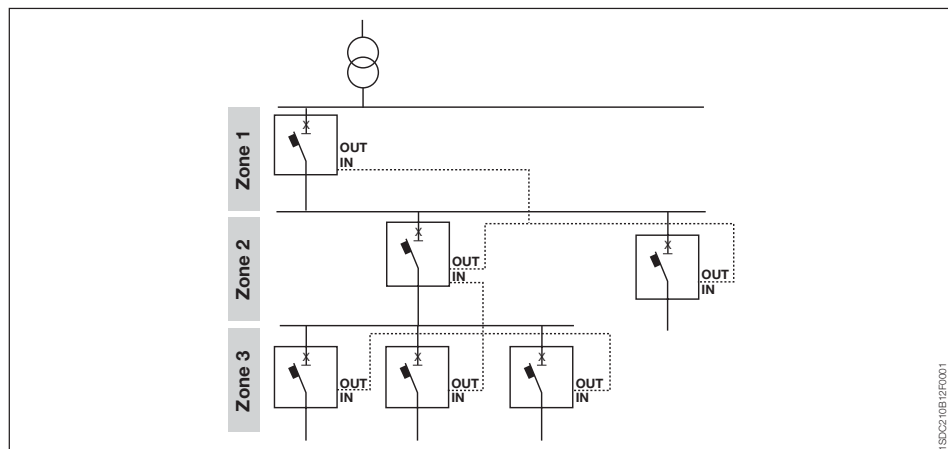 Zone 1
OUT
IN
Zone 2
OUT
IN
OUT
IN
Zone 3
OUT
IN
OUT
IN
OUT
IN
1SDC210B12F0001